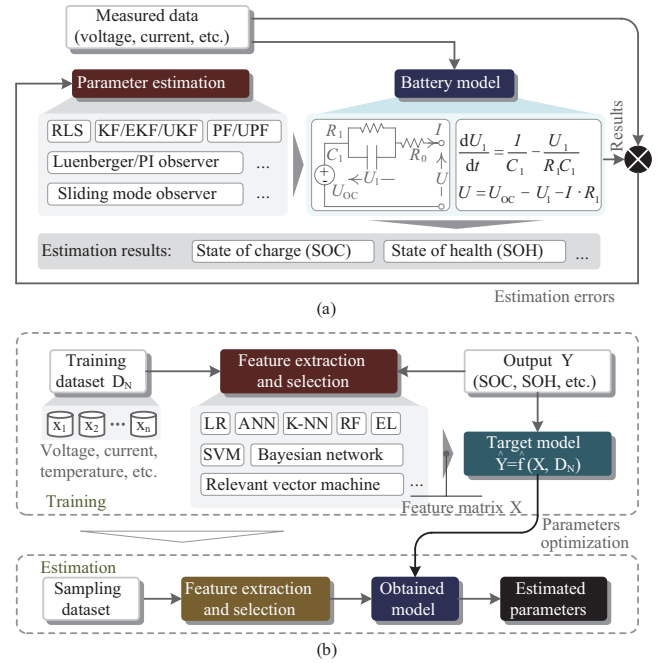 Measured data
(voltage, current, etc.)
Parameter estimation
Battery model
RLS KF/EKF/UKF PF/UPF
Luenberger/PI observer ...
Sliding mode observer ...
R1 I
C1 R0
U1 U
UOC
dU1/dt = I/C1 - U1/R1C1
U = UOC - U1 - I · R1
Results
Estimation results: State of charge (SOC) State of health (SOH) ...
Estimation errors
(a)
Training
dataset DN
Feature extraction
and selection
Output Y
(SOC, SOH, etc.)
x1 x2 ··· xn
Voltage, current,
temperature, etc.
LR ANN K-NN RF EL
SVM Bayesian network
Relevant vector machine ...
Target model
Ŷ=f̂(X, DN)
Feature matrix X
Training
Parameters
optimization
Estimation
Sampling
dataset
Feature extraction
and selection
Obtained
model
Estimated
parameters
(b)